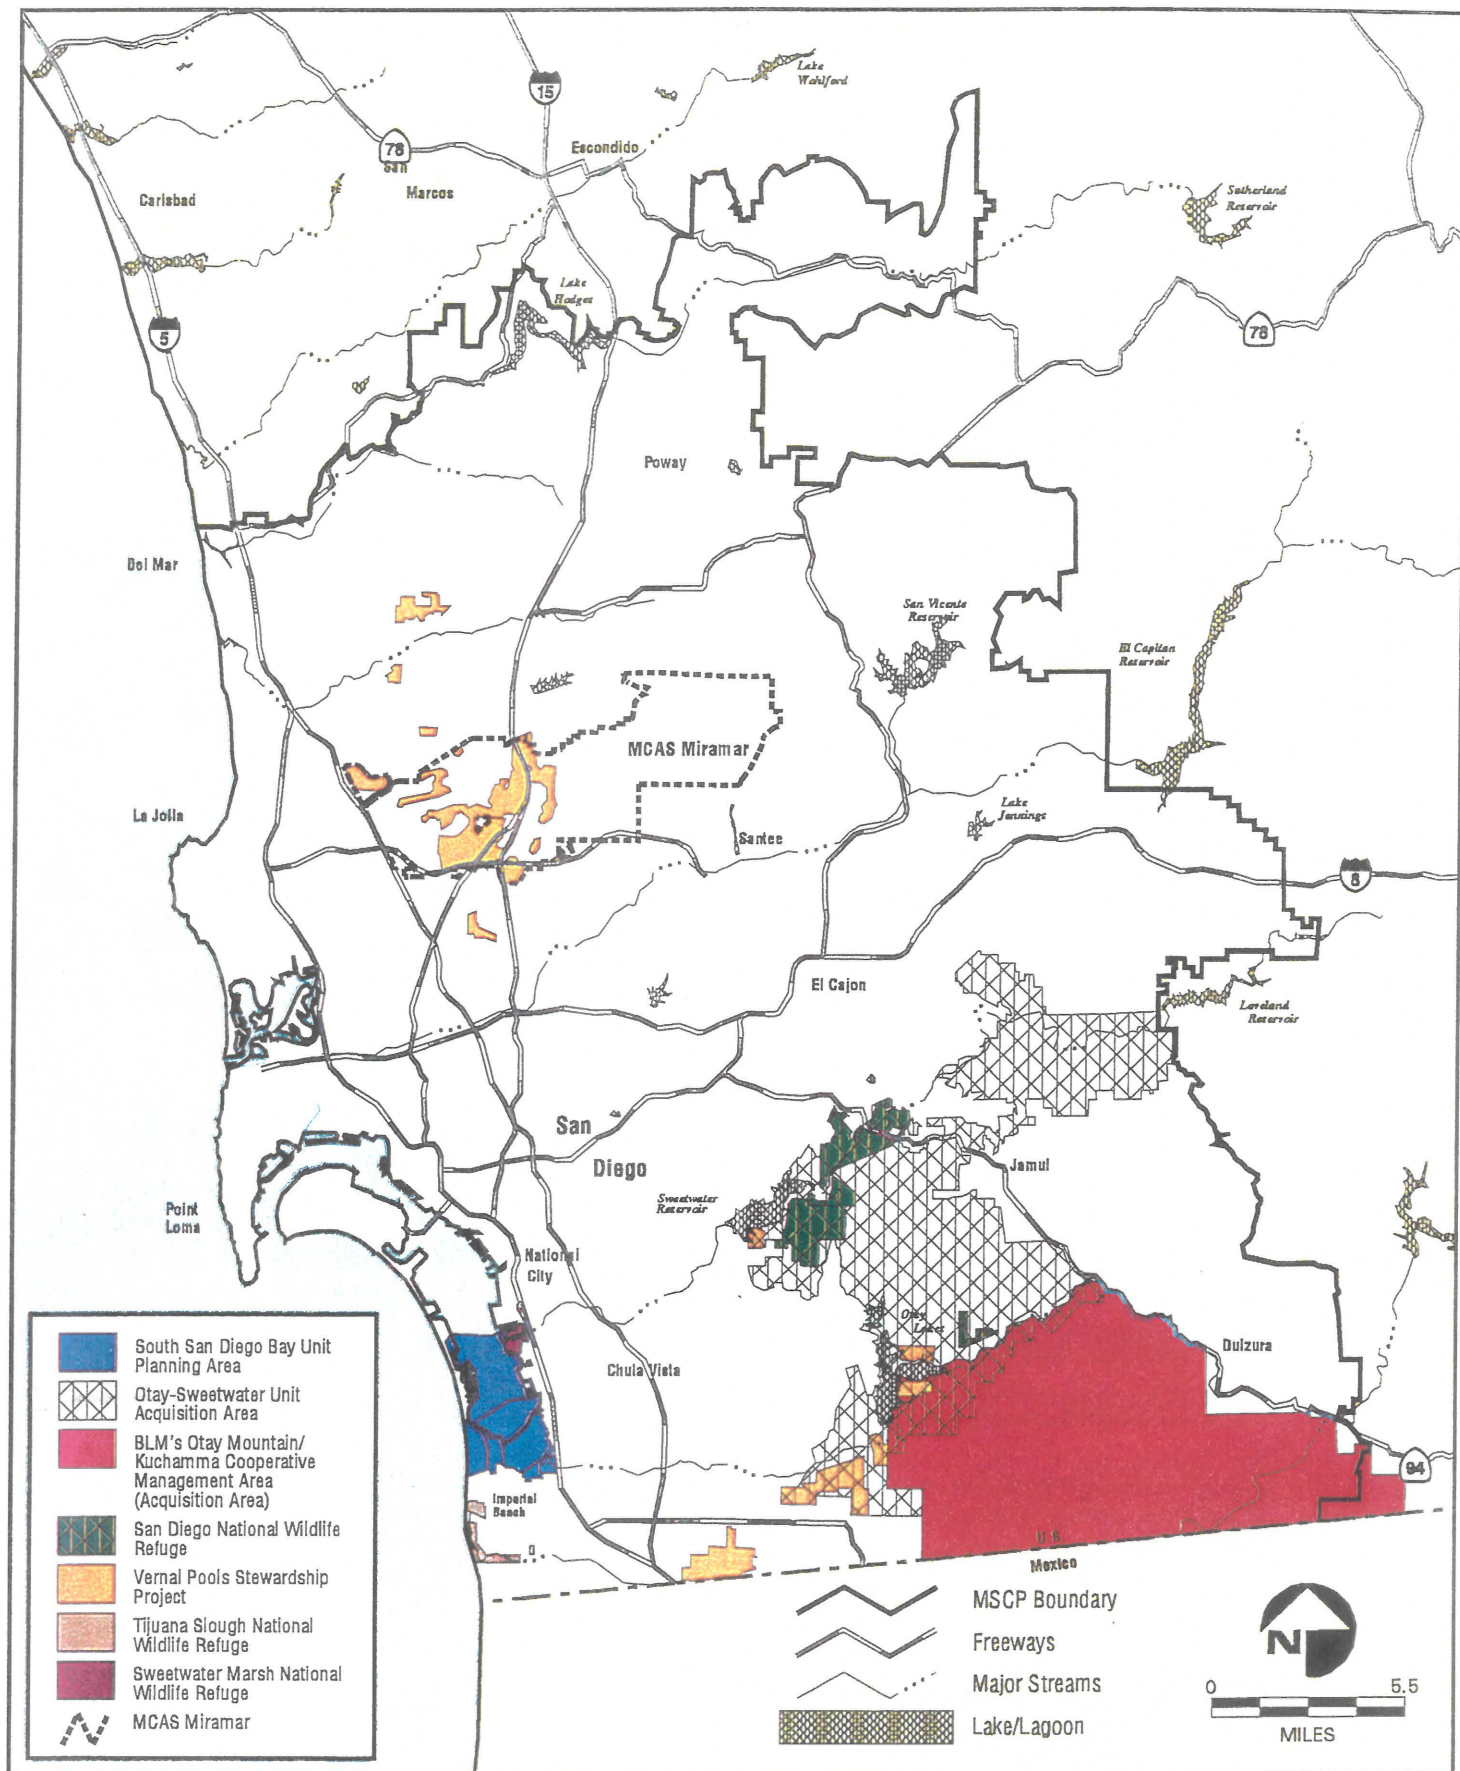 Lake
Wohlford
15
Escondido
78
San
Marcos
Carlsbad
Sutherland
Reservoir
Lake
Hodges
5
78
Poway
Del Mar
San Vicente
Reservoir
El Capitan
Reservoir
MCAS Miramar
La Jolla
Lake
Jennings
Santee
8
El Cajon
Loveland
Reservoir
San
Diego
Jamul
Sweetwater
Reservoir
Point
Loma
National
City
Otay
Lakes
Dulzura
Chula Vista
94
Imperial
Beach
U.S.
Mexico
South San Diego Bay Unit
Planning Area
Otay-Sweetwater Unit
Acquisition Area
BLM's Otay Mountain/
Kuchamma Cooperative
Management Area
(Acquisition Area)
San Diego National Wildlife
Refuge
Vernal Pools Stewardship
Project
Tijuana Slough National
Wildlife Refuge
Sweetwater Marsh National
Wildlife Refuge
MCAS Miramar
MSCP Boundary
Freeways
Major Streams
Lake/Lagoon
N
0 5.5
MILES